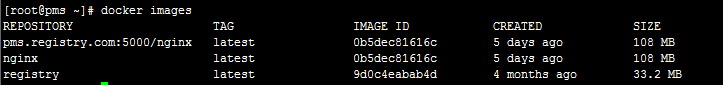 [root@pms ~]# docker images
REPOSITORY TAG IMAGE ID CREATED SIZE
pms.registry.com:5000/nginx latest 0b5dec81616c 5 days ago 108 MB
nginx latest 0b5dec81616c 5 days ago 108 MB
registry latest 9d0c4eabab4d 4 months ago 33.2 MB